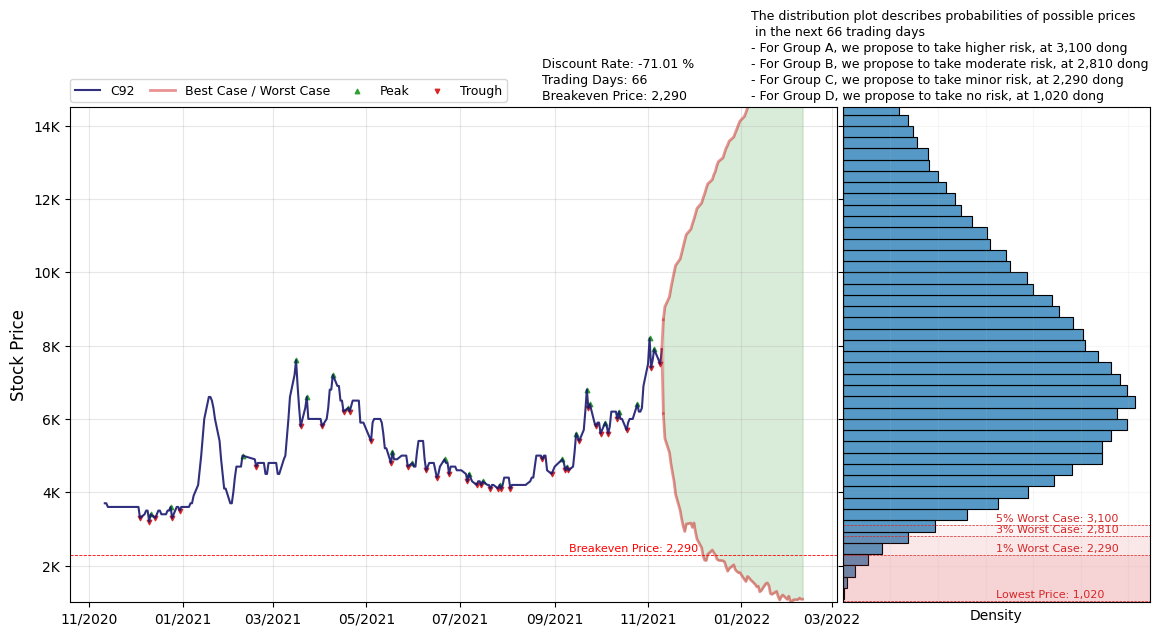 The distribution plot describes probabilities of possible prices
in the next 66 trading days
- For Group A, we propose to take higher risk, at 3,100 dong
- For Group B, we propose to take moderate risk, at 2,810 dong
- For Group C, we propose to take minor risk, at 2,290 dong
- For Group D, we propose to take no risk, at 1,020 dong
Discount Rate: -71.01 %
Trading Days: 66
Breakeven Price: 2,290
C92
Best Case / Worst Case
Peak
Trough
Stock Price
14K
12K
10K
8K
6K
4K
2K
Breakeven Price: 2,290
5% Worst Case: 3,100
3% Worst Case: 2,810
1% Worst Case: 2,290
Lowest Price: 1,020
11/2020
01/2021
03/2021
05/2021
07/2021
09/2021
11/2021
01/2022
03/2022
Density